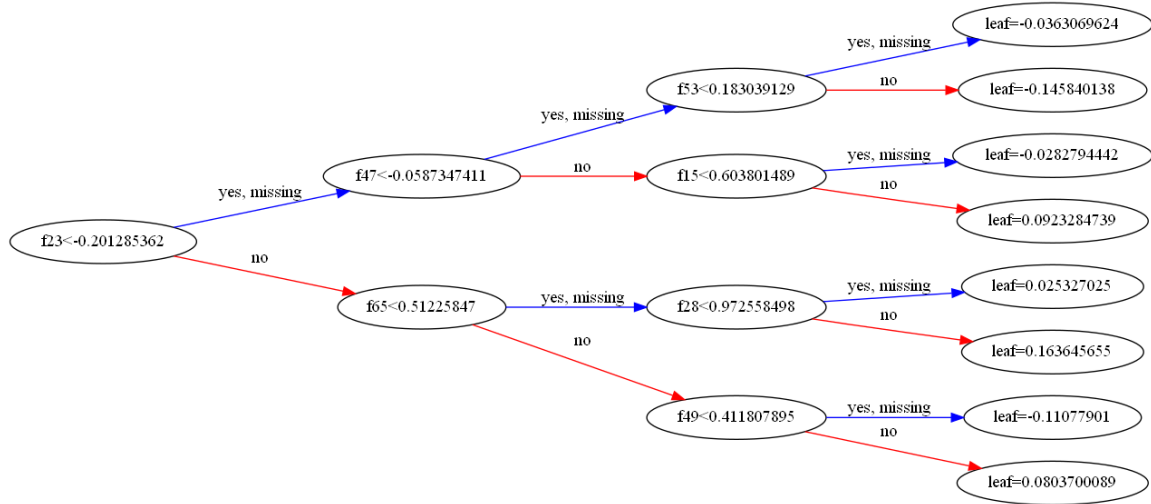 leaf=-0.0363069624
yes, missing
f53<0.183039129
no
leaf=-0.145840138
yes, missing
f47<-0.0587347411
no
f15<0.603801489
yes, missing
leaf=-0.0282794442
no
leaf=0.0923284739
yes, missing
f23<-0.201285362
no
f65<0.51225847
yes, missing
f28<0.972558498
yes, missing
leaf=0.025327025
no
leaf=0.163645655
no
f49<0.411807895
yes, missing
leaf=-0.11077901
no
leaf=0.0803700089